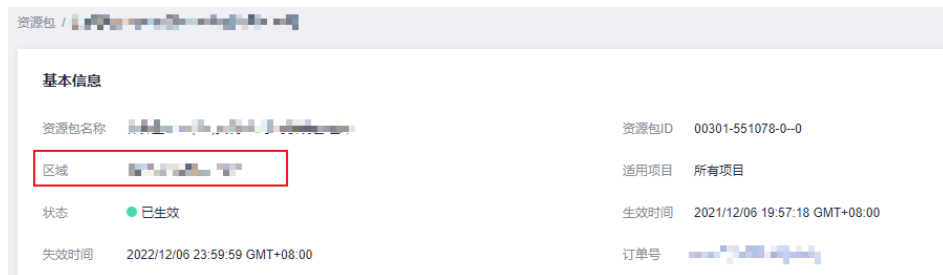 资源包 /
基本信息
资源包名称 资源包ID 00301-551078-0--0
区域 适用项目 所有项目
状态 已生效 生效时间 2021/12/06 19:57:18 GMT+08:00
失效时间 2022/12/06 23:59:59 GMT+08:00 订单号